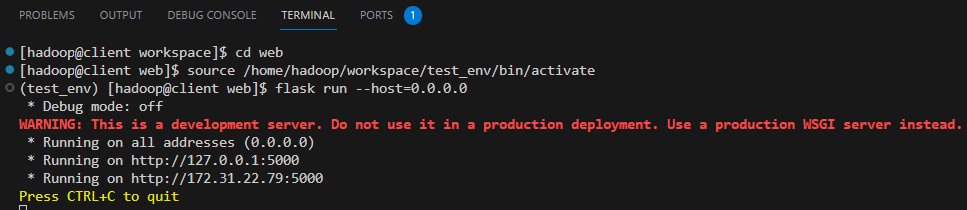 PROBLEMS OUTPUT DEBUG CONSOLE TERMINAL PORTS 1
[hadoop@client workspace]$ cd web
[hadoop@client web]$ source /home/hadoop/workspace/test_env/bin/activate
(test_env) [hadoop@client web]$ flask run --host=0.0.0.0
 * Debug mode: off
WARNING: This is a development server. Do not use it in a production deployment. Use a production WSGI server instead.
 * Running on all addresses (0.0.0.0)
 * Running on http://127.0.0.1:5000
 * Running on http://172.31.22.79:5000
Press CTRL+C to quit